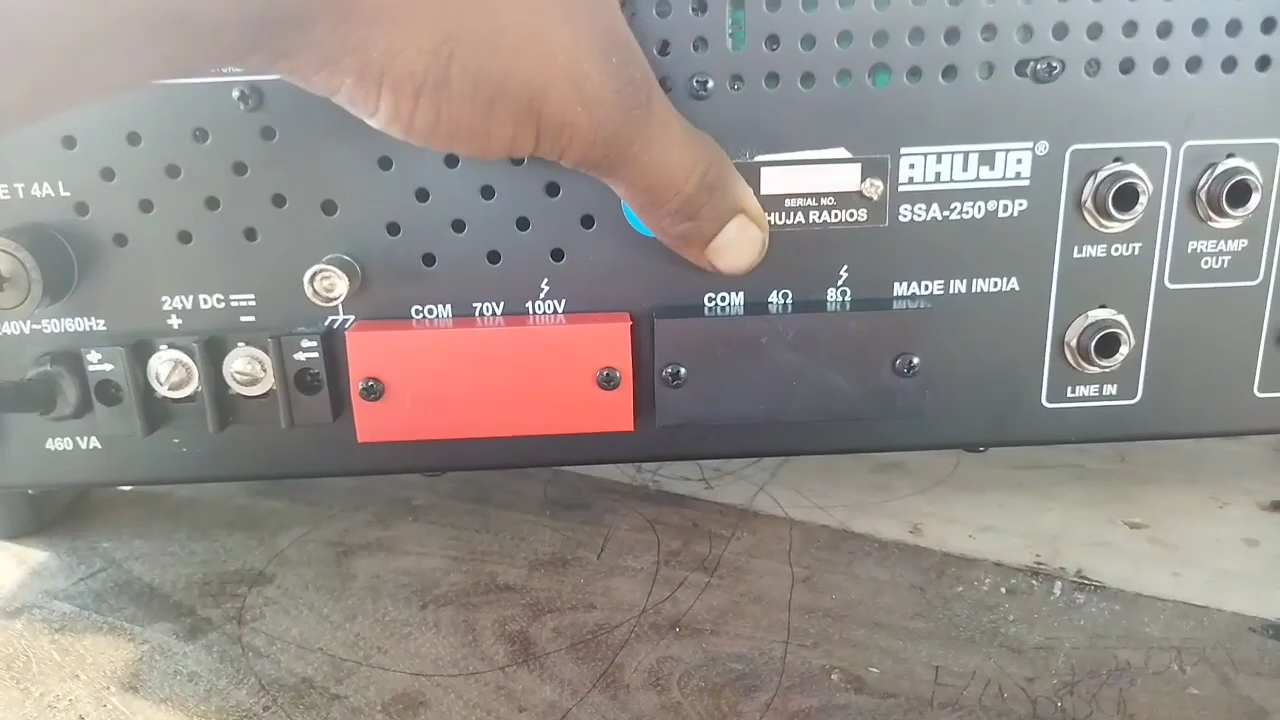 AHUJA®
SSA-250®DP
SERIAL NO.
HUJA RADIOS
E T 4A L
24V DC
+ −
240V~50/60Hz
460 VA
COM 70V 100V
COM 4Ω 8Ω
MADE IN INDIA
LINE OUT
PREAMP
OUT
LINE IN